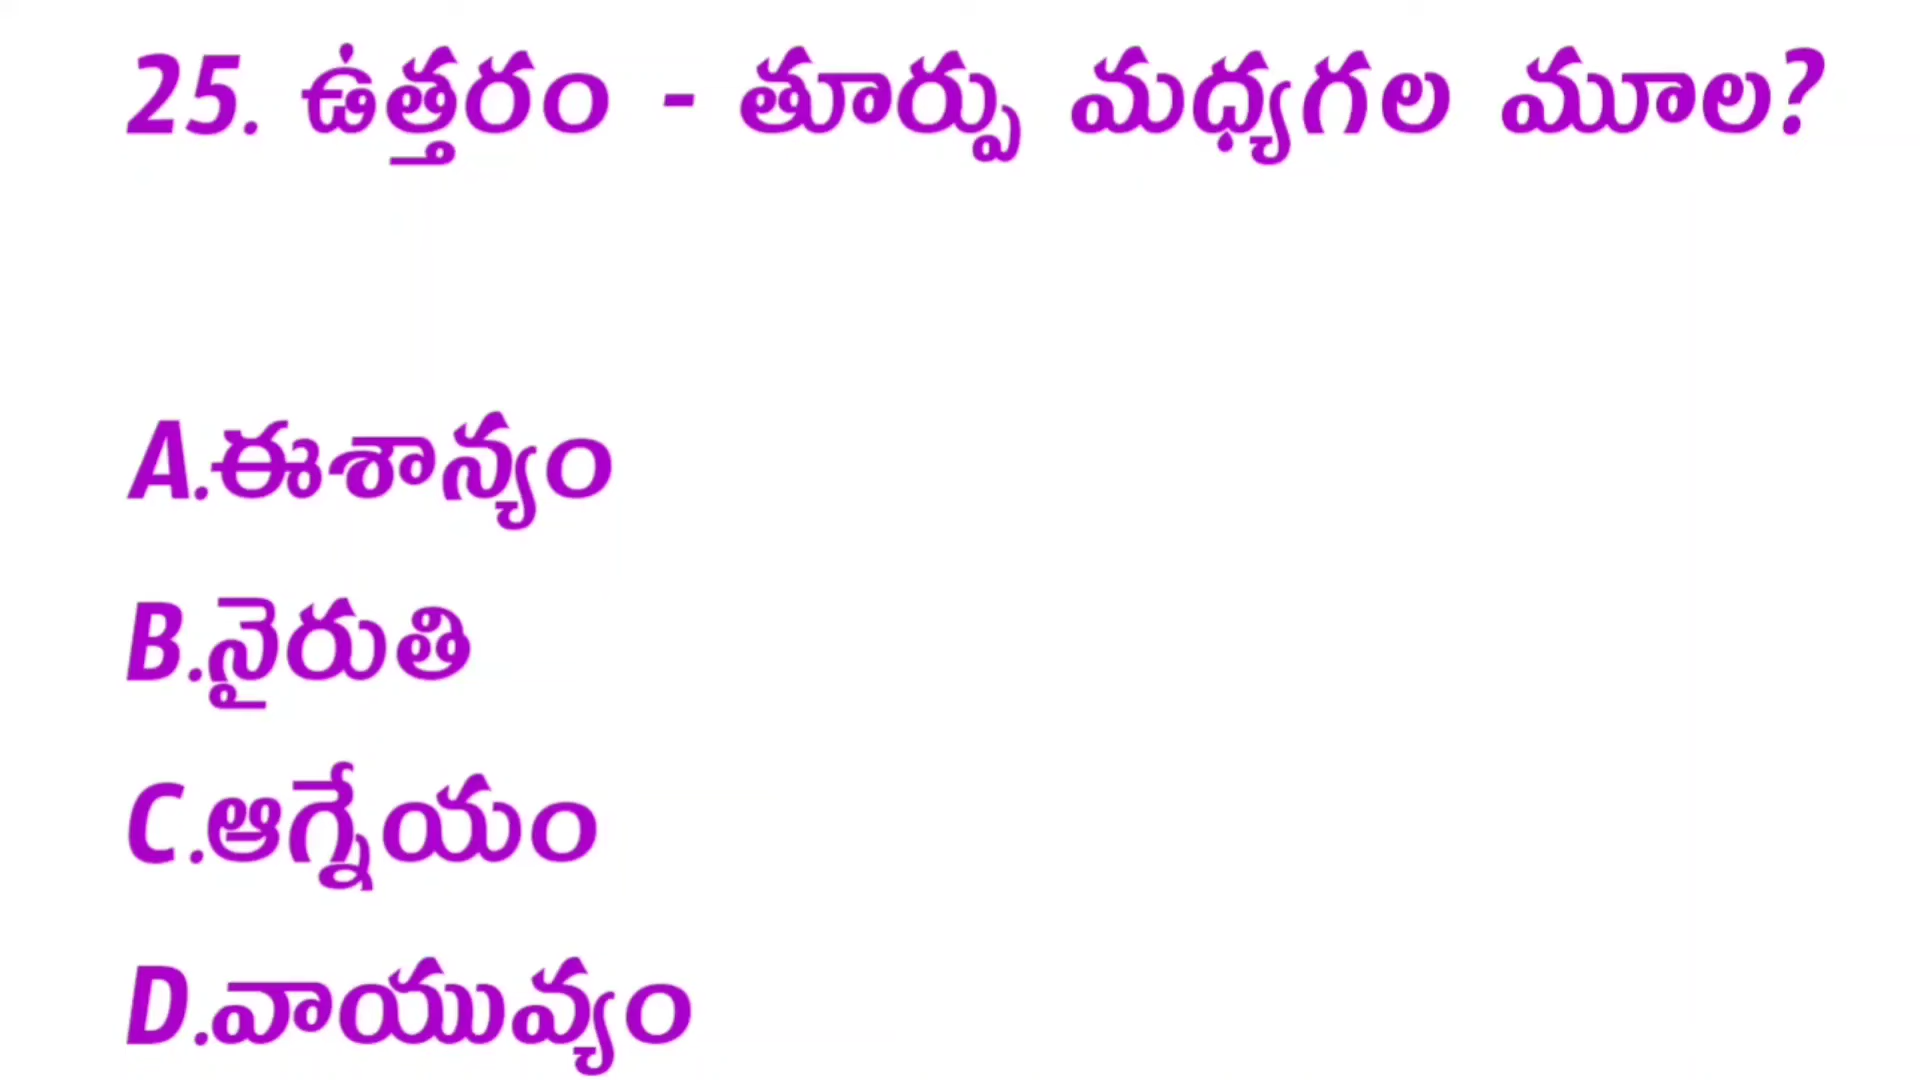 25. ఉత్తరం - తూర్పు మధ్యగల మూల?
A.ఈశాన్యం
B.నైరుతి
C.ఆగ్నేయం
D.వాయువ్యం